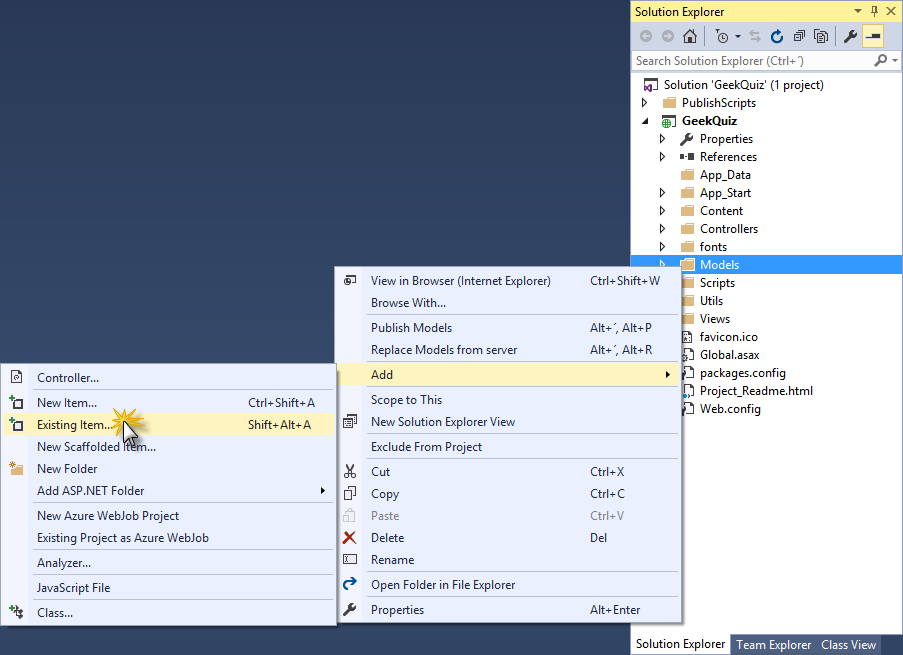 Solution Explorer
Search Solution Explorer (Ctrl+´)
Solution 'GeekQuiz' (1 project)
PublishScripts
GeekQuiz
Properties
References
App_Data
App_Start
Content
Controllers
fonts
Models
Scripts
Utils
Views
favicon.ico
Global.asax
packages.config
Project_Readme.html
Web.config
View in Browser (Internet Explorer) Ctrl+Shift+W
Browse With...
Publish Models Alt+´, Alt+P
Replace Models from server Alt+´, Alt+R
Add
Scope to This
New Solution Explorer View
Exclude From Project
Cut Ctrl+X
Copy Ctrl+C
Paste Ctrl+V
Delete Del
Rename
Open Folder in File Explorer
Properties Alt+Enter
Controller...
New Item... Ctrl+Shift+A
Existing Item... Shift+Alt+A
New Scaffolded Item...
New Folder
Add ASP.NET Folder
New Azure WebJob Project
Existing Project as Azure WebJob
Analyzer...
JavaScript File
Class...
Solution Explorer Team Explorer Class View